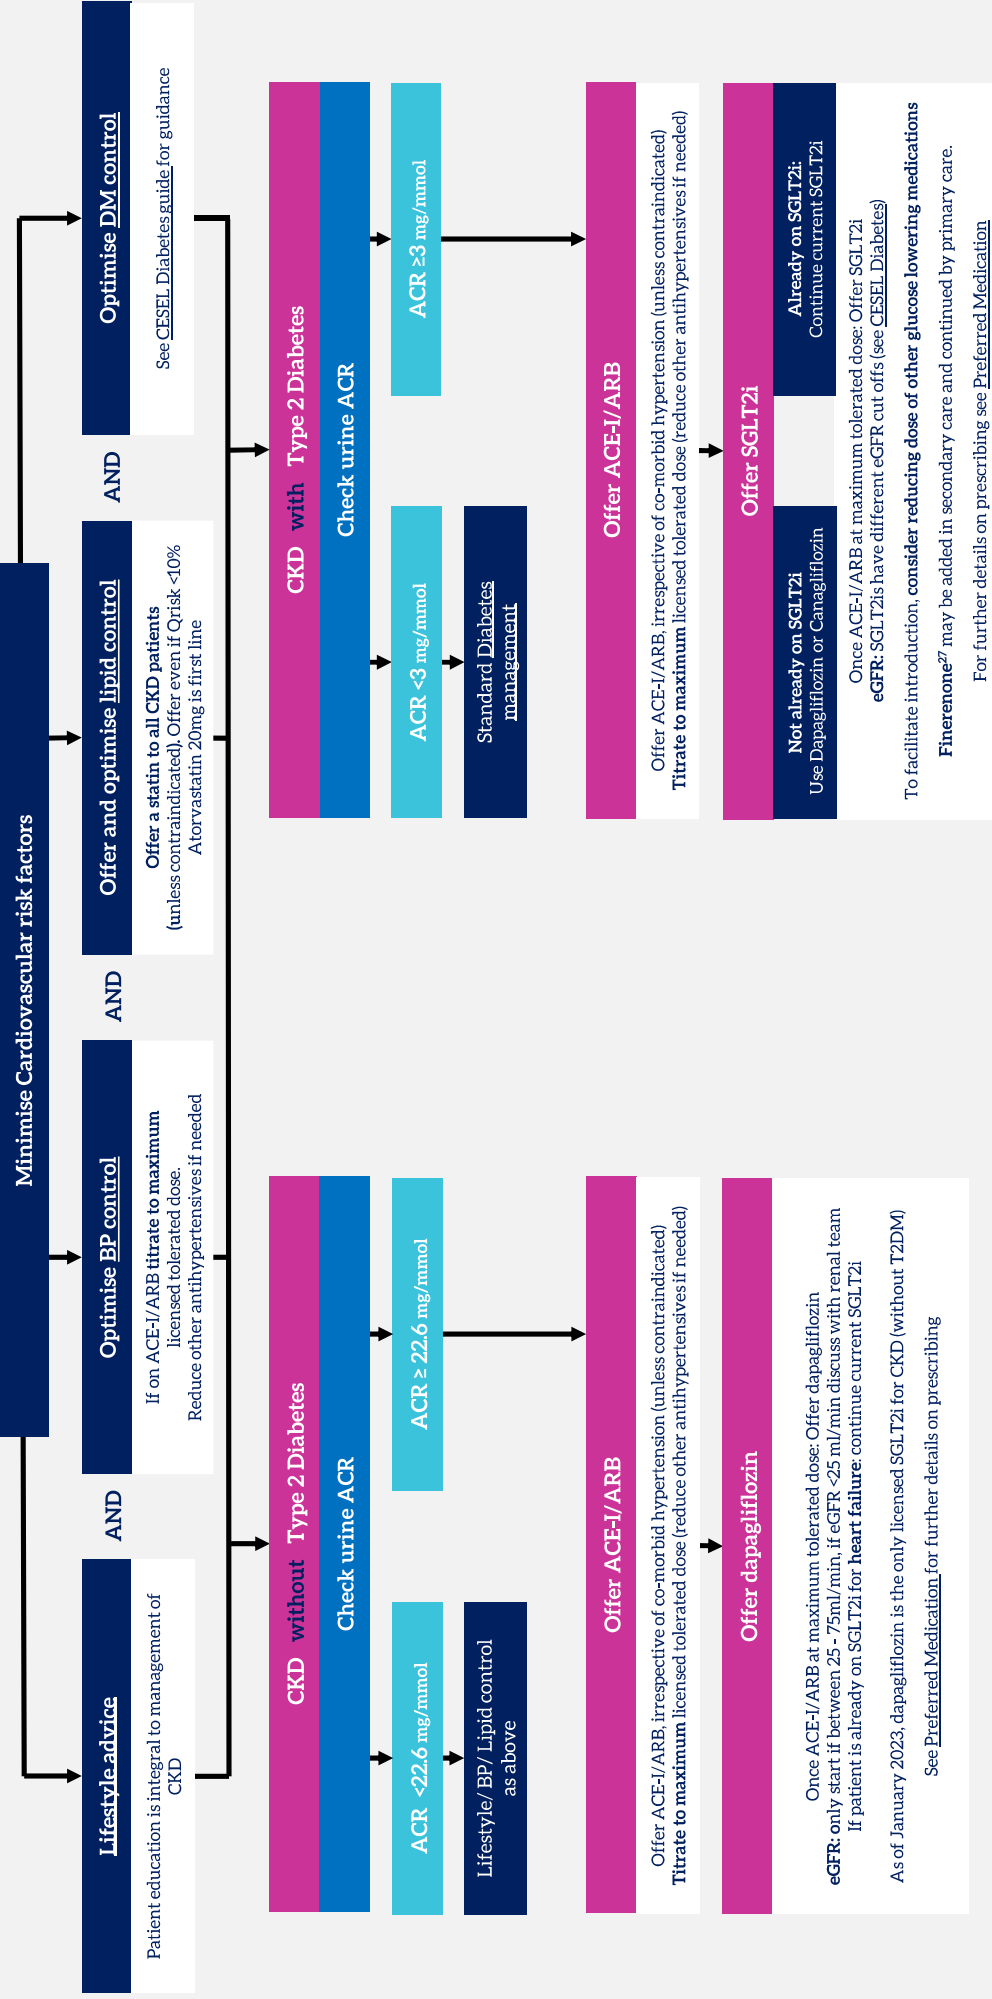 Minimise Cardiovascular risk factors
Lifestyle advice
Patient education is integral to management of
CKD
AND
Optimise BP control
If on ACE-I/ARB titrate to maximum
licensed tolerated dose.
Reduce other antihypertensives if needed
AND
Offer and optimise lipid control
Offer a statin to all CKD patients
(unless contraindicated). Offer even if Qrisk <10%
Atorvastatin 20mg is first line
AND
Optimise DM control
See CESEL Diabetes guide for guidance
CKD without Type 2 Diabetes
Check urine ACR
ACR <22.6 mg/mmol
Lifestyle/ BP/ Lipid control
as above
ACR ≥ 22.6 mg/mmol
Offer ACE-I/ARB
Offer ACE-I/ARB, irrespective of co-morbid hypertension (unless contraindicated)
Titrate to maximum licensed tolerated dose (reduce other antihypertensives if needed)
Offer dapagliflozin
Once ACE-I/ARB at maximum tolerated dose: Offer dapagliflozin
eGFR: only start if between 25 - 75ml/min, if eGFR <25 ml/min discuss with renal team
If patient is already on SGLT2i for heart failure: continue current SGLT2i
As of January 2023, dapagliflozin is the only licensed SGLT2i for CKD (without T2DM)
See Preferred Medication for further details on prescribing
CKD with Type 2 Diabetes
Check urine ACR
ACR <3 mg/mmol
Standard Diabetes
management
ACR ≥3 mg/mmol
Offer ACE-I/ARB
Offer ACE-I/ARB, irrespective of co-morbid hypertension (unless contraindicated)
Titrate to maximum licensed tolerated dose (reduce other antihypertensives if needed)
Offer SGLT2i
Not already on SGLT2i
Use Dapagliflozin or Canagliflozin
Already on SGLT2i:
Continue current SGLT2i
Once ACE-I/ARB at maximum tolerated dose: Offer SGLT2i
eGFR: SGLT2is have different eGFR cut offs (see CESEL Diabetes)
To facilitate introduction, consider reducing dose of other glucose lowering medications
Finerenone²⁷ may be added in secondary care and continued by primary care.
For further details on prescribing see Preferred Medication